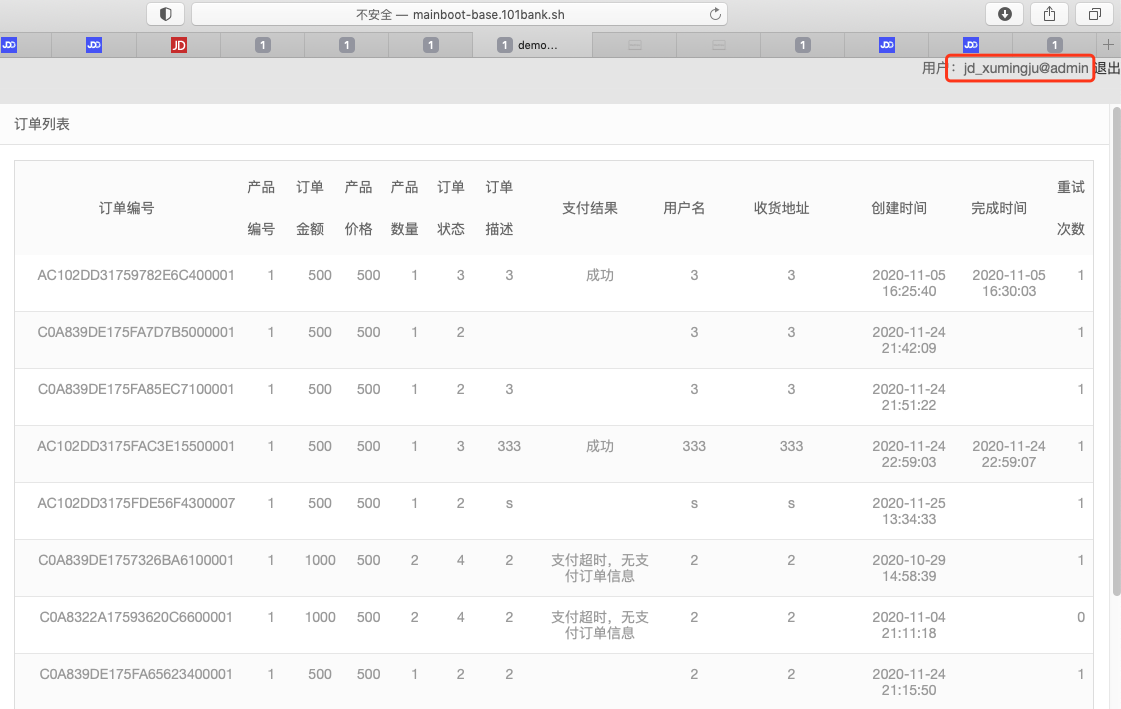 不安全 — mainboot-base.101bank.sh
JDD JDD JD 1 1 1 1 demo... 1 JDD JDD 1
用户: jd_xumingju@admin 退出
订单列表
订单编号 产品编号 订单金额 产品价格 产品数量 订单状态 订单描述 支付结果 用户名 收货地址 创建时间 完成时间 重试次数
AC102DD31759782E6C400001 1 500 500 1 3 3 成功 3 3 2020-11-05 16:25:40 2020-11-05 16:30:03 1
C0A839DE175FA7D7B5000001 1 500 500 1 2 3 3 2020-11-24 21:42:09 1
C0A839DE175FA85EC7100001 1 500 500 1 2 3 3 3 2020-11-24 21:51:22 1
AC102DD3175FAC3E15500001 1 500 500 1 3 333 成功 333 333 2020-11-24 22:59:03 2020-11-24 22:59:07 1
AC102DD3175FDE56F4300007 1 500 500 1 2 s s s 2020-11-25 13:34:33 1
C0A839DE1757326BA6100001 1 1000 500 2 4 2 支付超时，无支付订单信息 2 2 2020-10-29 14:58:39 1
C0A8322A17593620C6600001 1 1000 500 2 4 2 支付超时，无支付订单信息 2 2 2020-11-04 21:11:18 0
C0A839DE175FA65623400001 1 500 500 1 2 2 2 2 2020-11-24 21:15:50 1